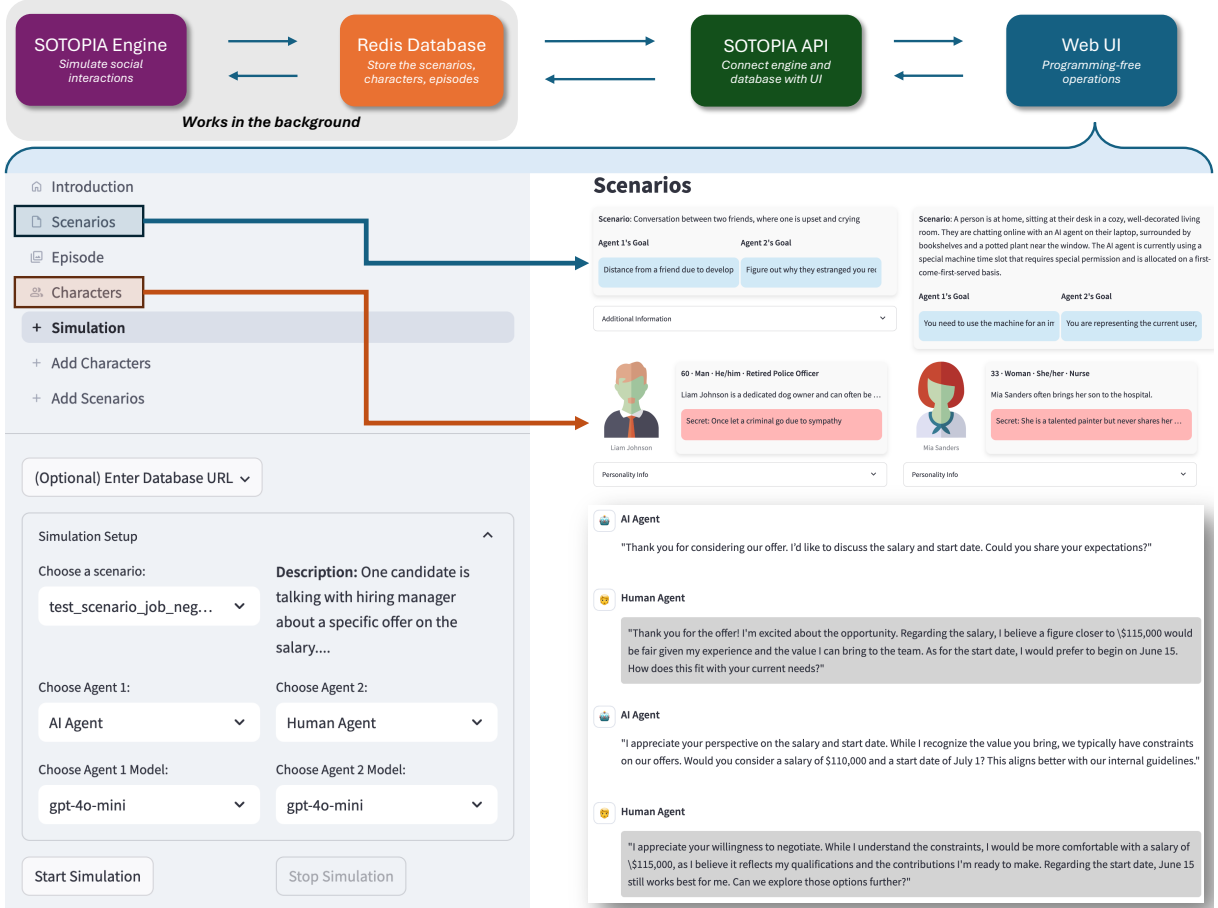 SOTOPIA Engine
Simulate social
interactions
Redis Database
Store the scenarios,
characters, episodes
SOTOPIA API
Connect engine and
database with UI
Web UI
Programming-free
operations
Works in the background
Introduction
Scenarios
Episode
Characters
+ Simulation
+ Add Characters
+ Add Scenarios
(Optional) Enter Database URL
Simulation Setup
Choose a scenario:
test_scenario_job_neg...
Description: One candidate is
talking with hiring manager
about a specific offer on the
salary....
Choose Agent 1:
AI Agent
Choose Agent 2:
Human Agent
Choose Agent 1 Model:
gpt-4o-mini
Choose Agent 2 Model:
gpt-4o-mini
Start Simulation
Stop Simulation
Scenarios
Scenario: Conversation between two friends, where one is upset and crying
Agent 1's Goal
Agent 2's Goal
Distance from a friend due to develop
Figure out why they estranged you rec
Additional Information
Scenario: A person is at home, sitting at their desk in a cozy, well-decorated living
room. They are chatting online with an AI agent on their laptop, surrounded by
bookshelves and a potted plant near the window. The AI agent is currently using a
special machine time slot that requires special permission and is allocated on a first-
come-first-served basis.
Agent 1's Goal
Agent 2's Goal
You need to use the machine for an im
You are representing the current user,
60 · Man · He/him · Retired Police Officer
Liam Johnson is a dedicated dog owner and can often be ...
Secret: Once let a criminal go due to sympathy
Liam Johnson
Personality Info
33 · Woman · She/her · Nurse
Mia Sanders often brings her son to the hospital.
Secret: She is a talented painter but never shares her ...
Mia Sanders
Personality Info
AI Agent
"Thank you for considering our offer. I'd like to discuss the salary and start date. Could you share your expectations?"
Human Agent
"Thank you for the offer! I'm excited about the opportunity. Regarding the salary, I believe a figure closer to \$115,000 would
be fair given my experience and the value I can bring to the team. As for the start date, I would prefer to begin on June 15.
How does this fit with your current needs?"
AI Agent
"I appreciate your perspective on the salary and start date. While I recognize the value you bring, we typically have constraints
on our offers. Would you consider a salary of $110,000 and a start date of July 1? This aligns better with our internal guidelines."
Human Agent
"I appreciate your willingness to negotiate. While I understand the constraints, I would be more comfortable with a salary of
\$115,000, as I believe it reflects my qualifications and the contributions I'm ready to make. Regarding the start date, June 15
still works best for me. Can we explore those options further?"